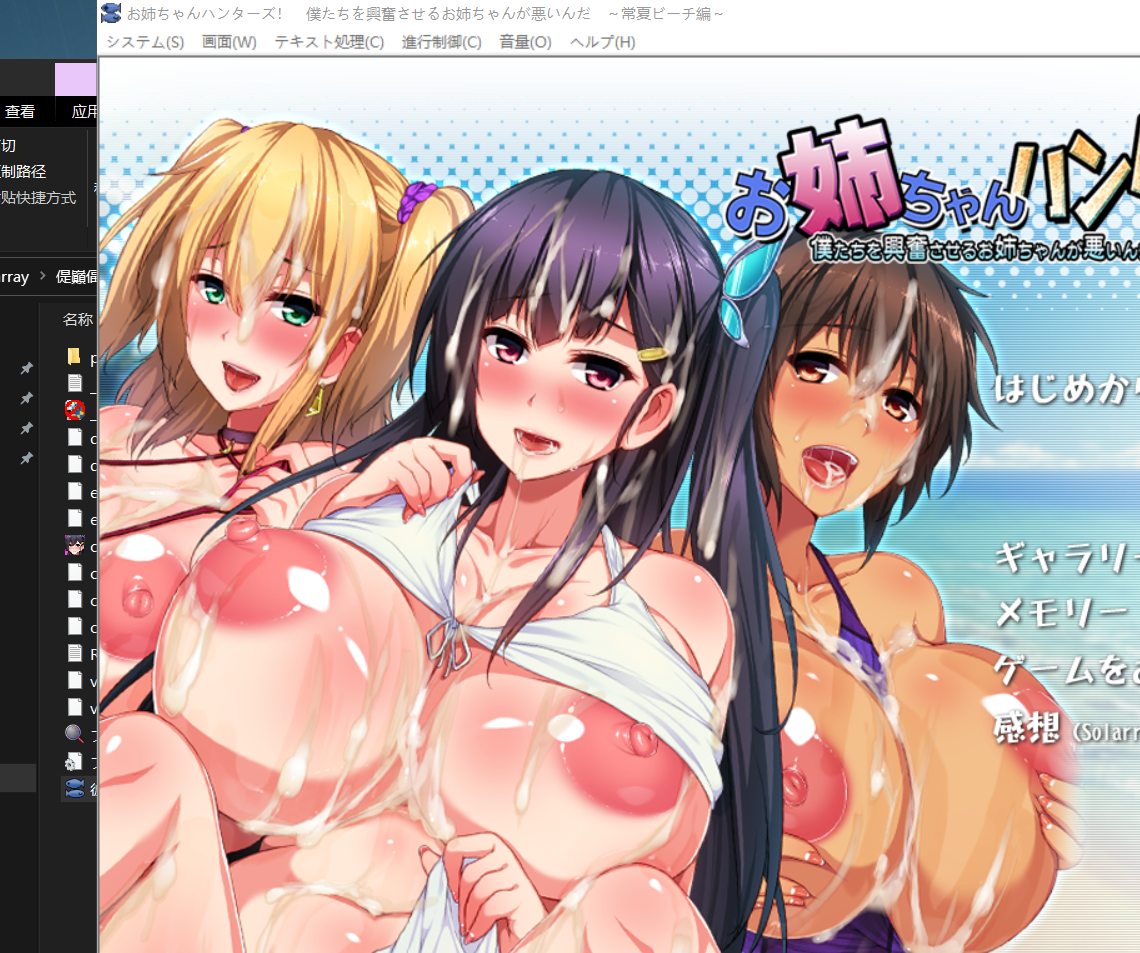 お姉ちゃんハンターズ!　僕たちを興奮させるお姉ちゃんが悪いんだ　～常夏ビーチ編～
システム(S) 画面(W) テキスト処理(C) 進行制御(C) 音量(O) ヘルプ(H)
查看 应用
切
制路径
贴快捷方式
rray
名称
お姉ちゃんハン
僕たちを興奮させるお姉ちゃんが悪いん
はじめか
ギャラリー
メモリー
ゲームを
感想 (Solar